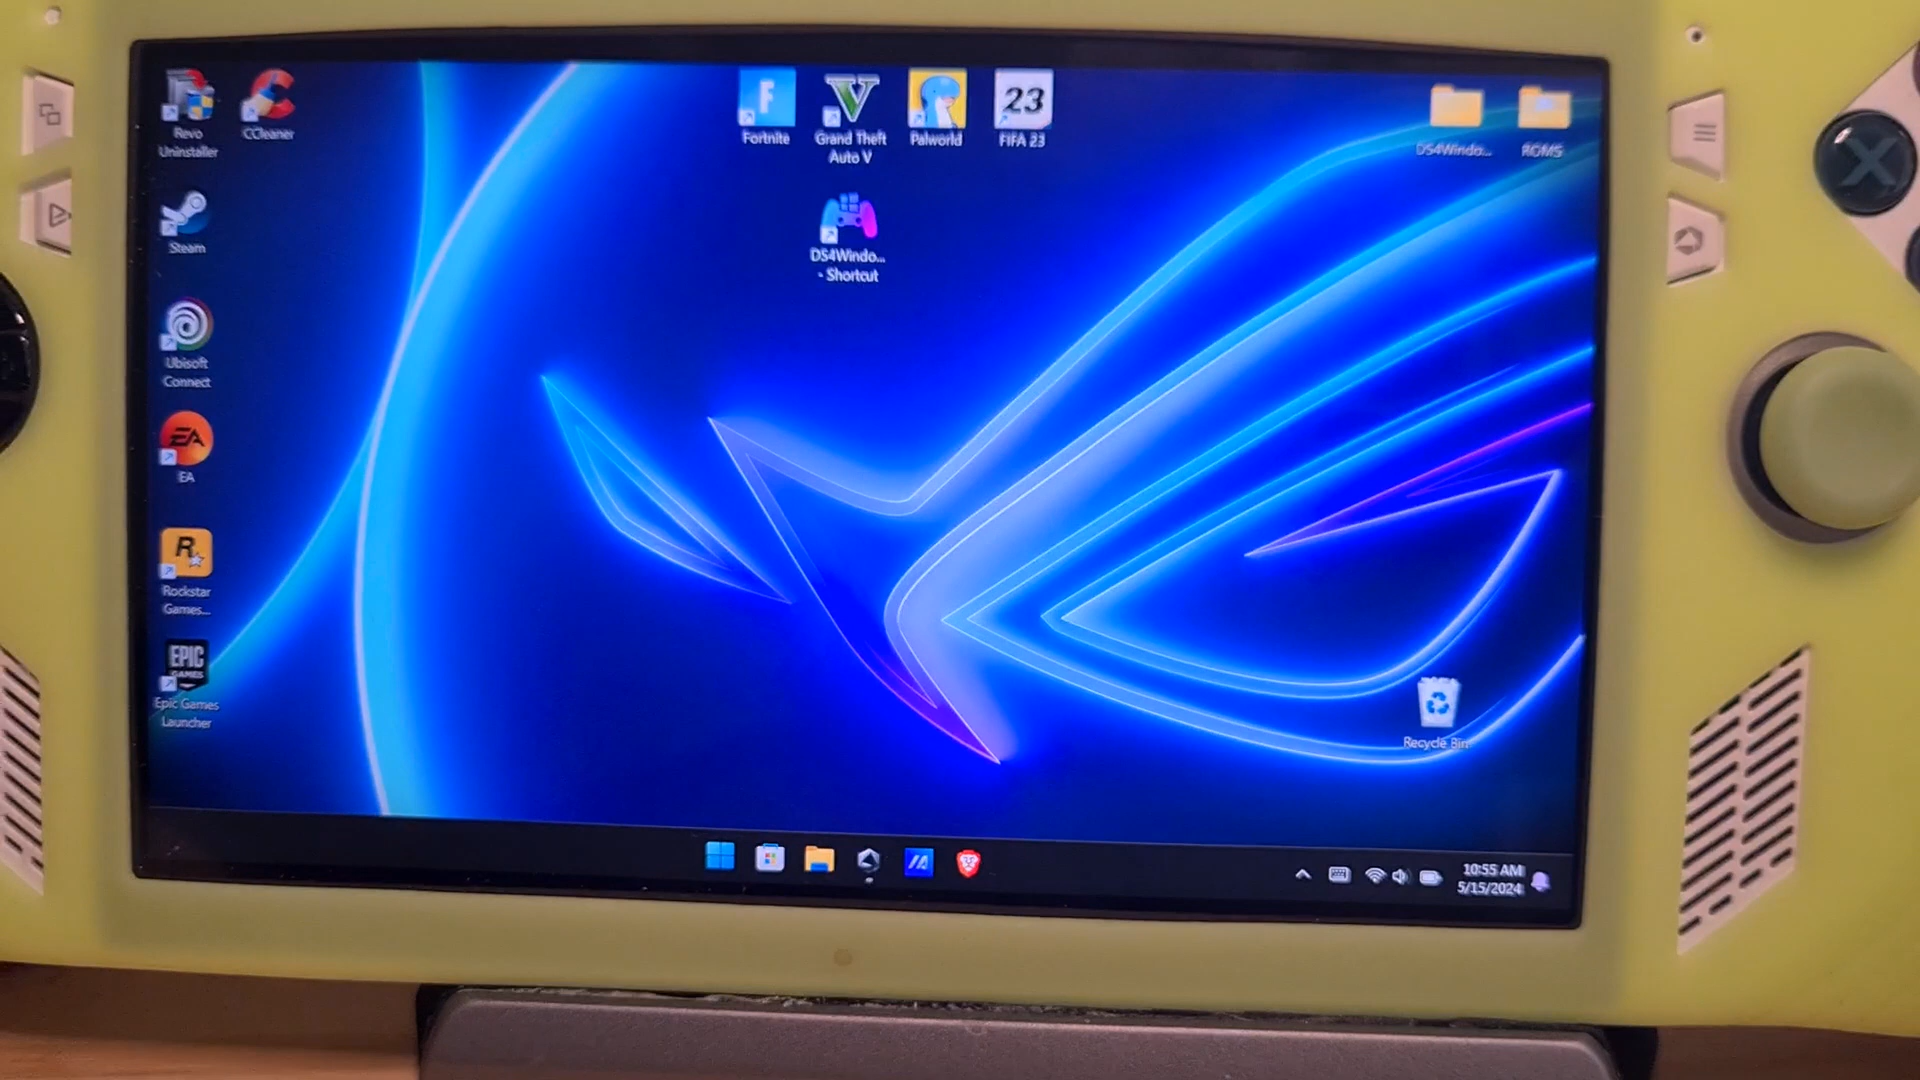 Revo
Uninstaller
CCleaner
F
Fortnite
V
Grand Theft
Auto V
Palworld
23
FIFA 23
DS4Windo...
ROMS
Steam
DS4Windo...
- Shortcut
Ubisoft
Connect
EA
EA
R
Rockstar
Games...
EPIC
GAMES
Epic Games
Launcher
Recycle Bin
10:55 AM
5/15/2024
X